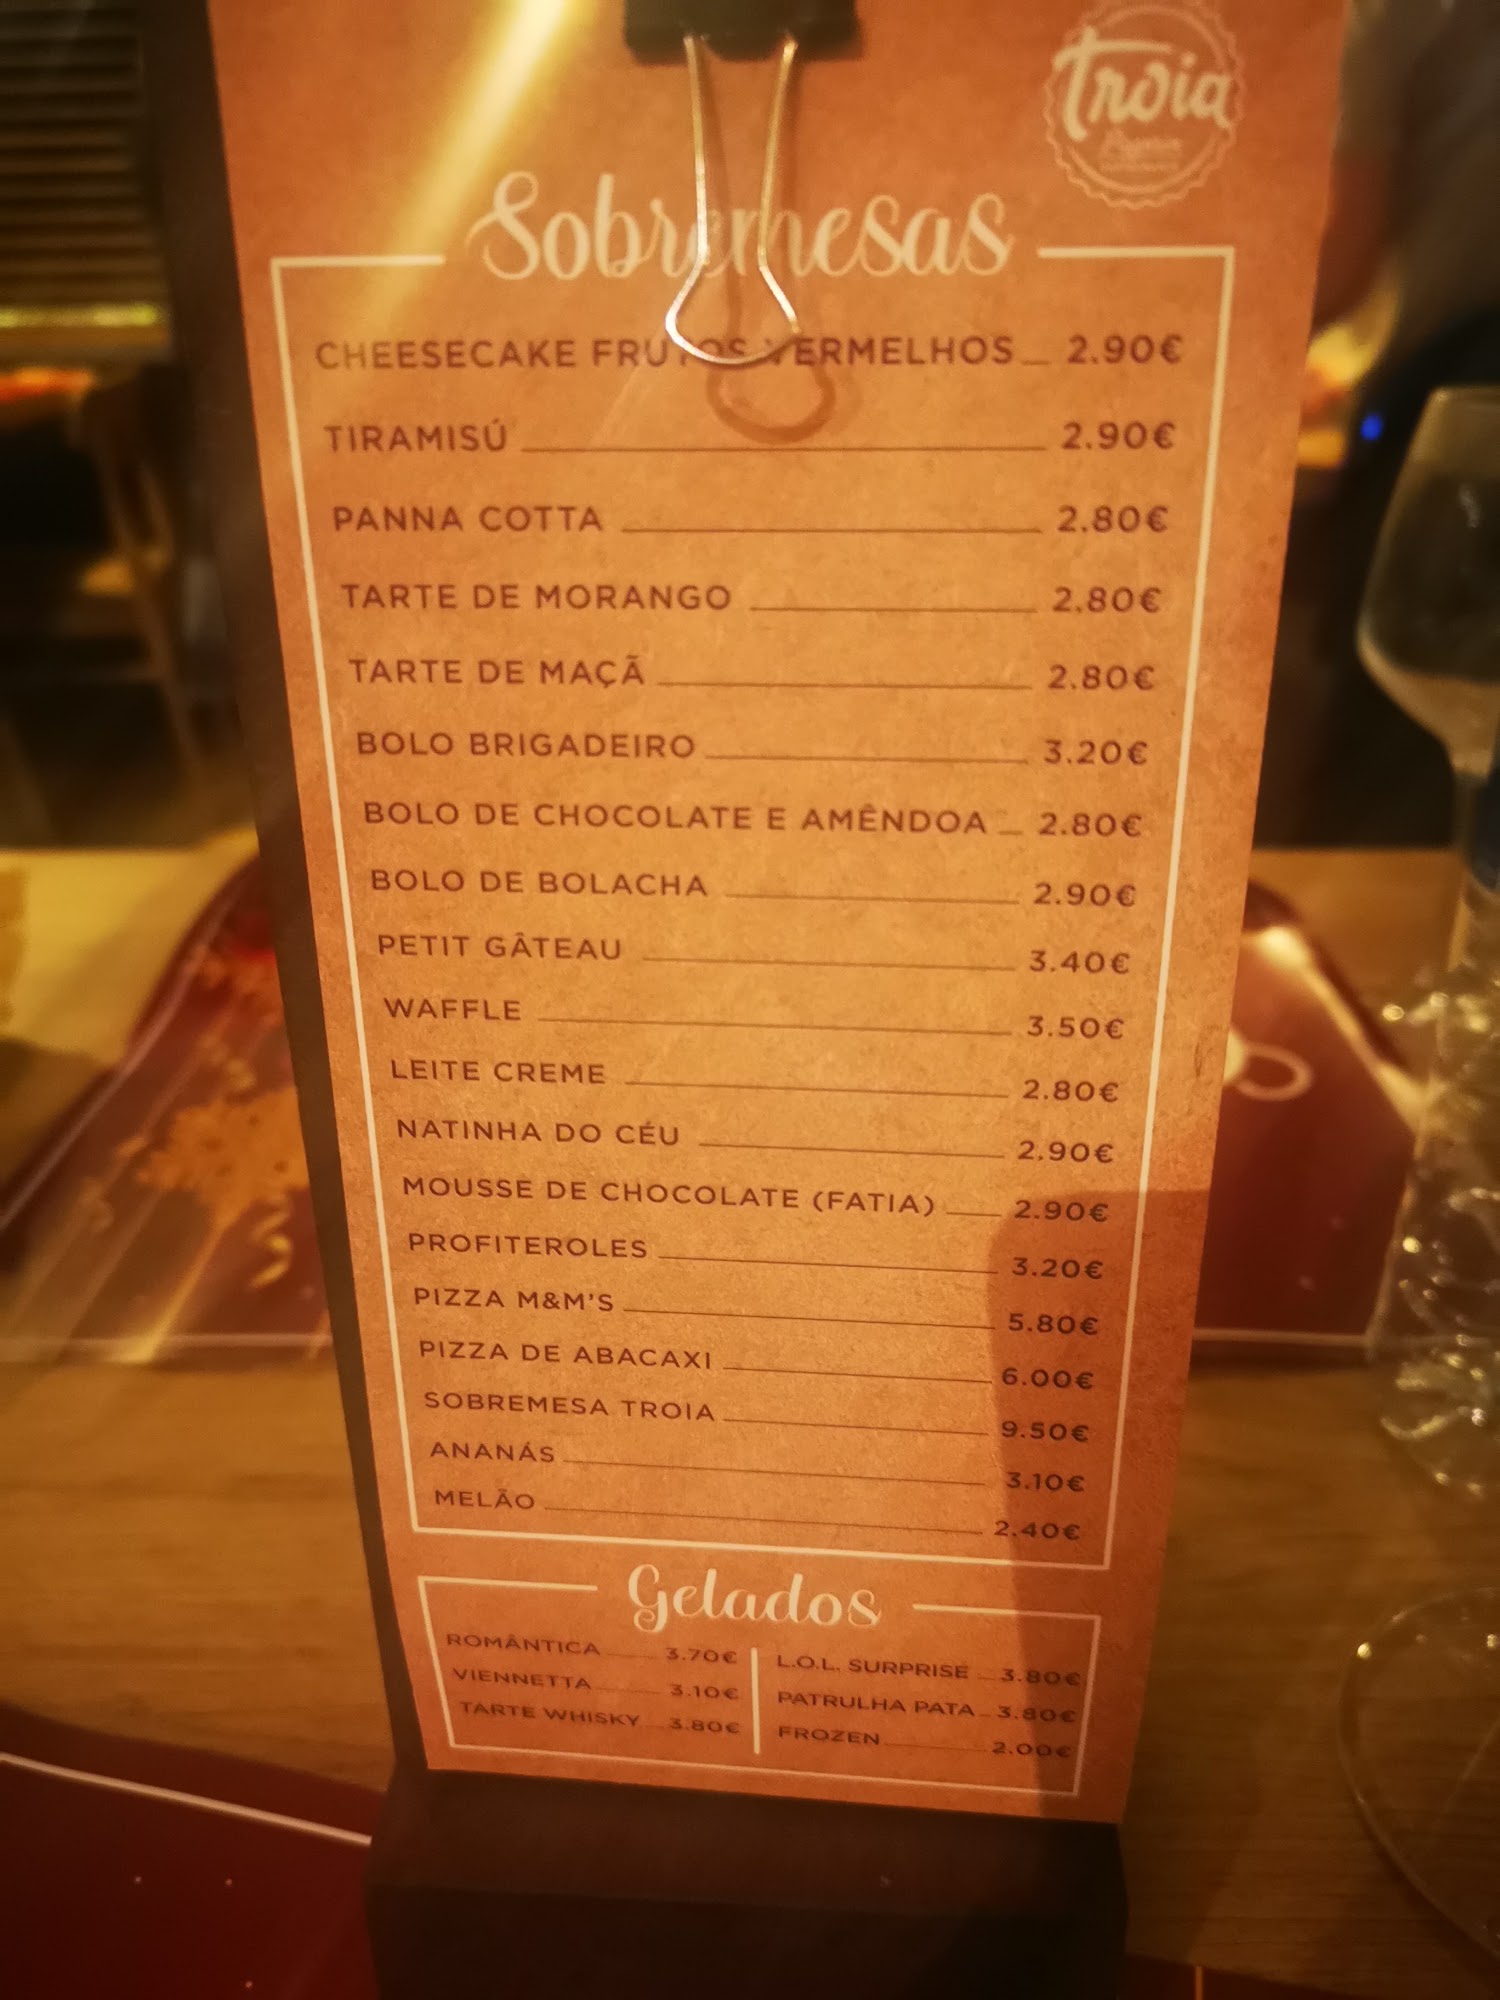 Troia
Sobremesas
CHEESECAKE FRUTOS VERMELHOS 2.90€
TIRAMISÚ 2.90€
PANNA COTTA 2.80€
TARTE DE MORANGO 2.80€
TARTE DE MAÇÃ 2.80€
BOLO BRIGADEIRO 3.20€
BOLO DE CHOCOLATE E AMÊNDOA 2.80€
BOLO DE BOLACHA 2.90€
PETIT GÂTEAU 3.40€
WAFFLE 3.50€
LEITE CREME 2.80€
NATINHA DO CÉU 2.90€
MOUSSE DE CHOCOLATE (FATIA) 2.90€
PROFITEROLES 3.20€
PIZZA M&M'S 5.80€
PIZZA DE ABACAXI 6.00€
SOBREMESA TROIA 9.50€
ANANÁS 3.10€
MELÃO 2.40€
Gelados
ROMÂNTICA 3.70€
VIENNETTA 3.10€
TARTE WHISKY 3.80€
L.O.L. SURPRISE 3.80€
PATRULHA PATA 3.80€
FROZEN 2.00€